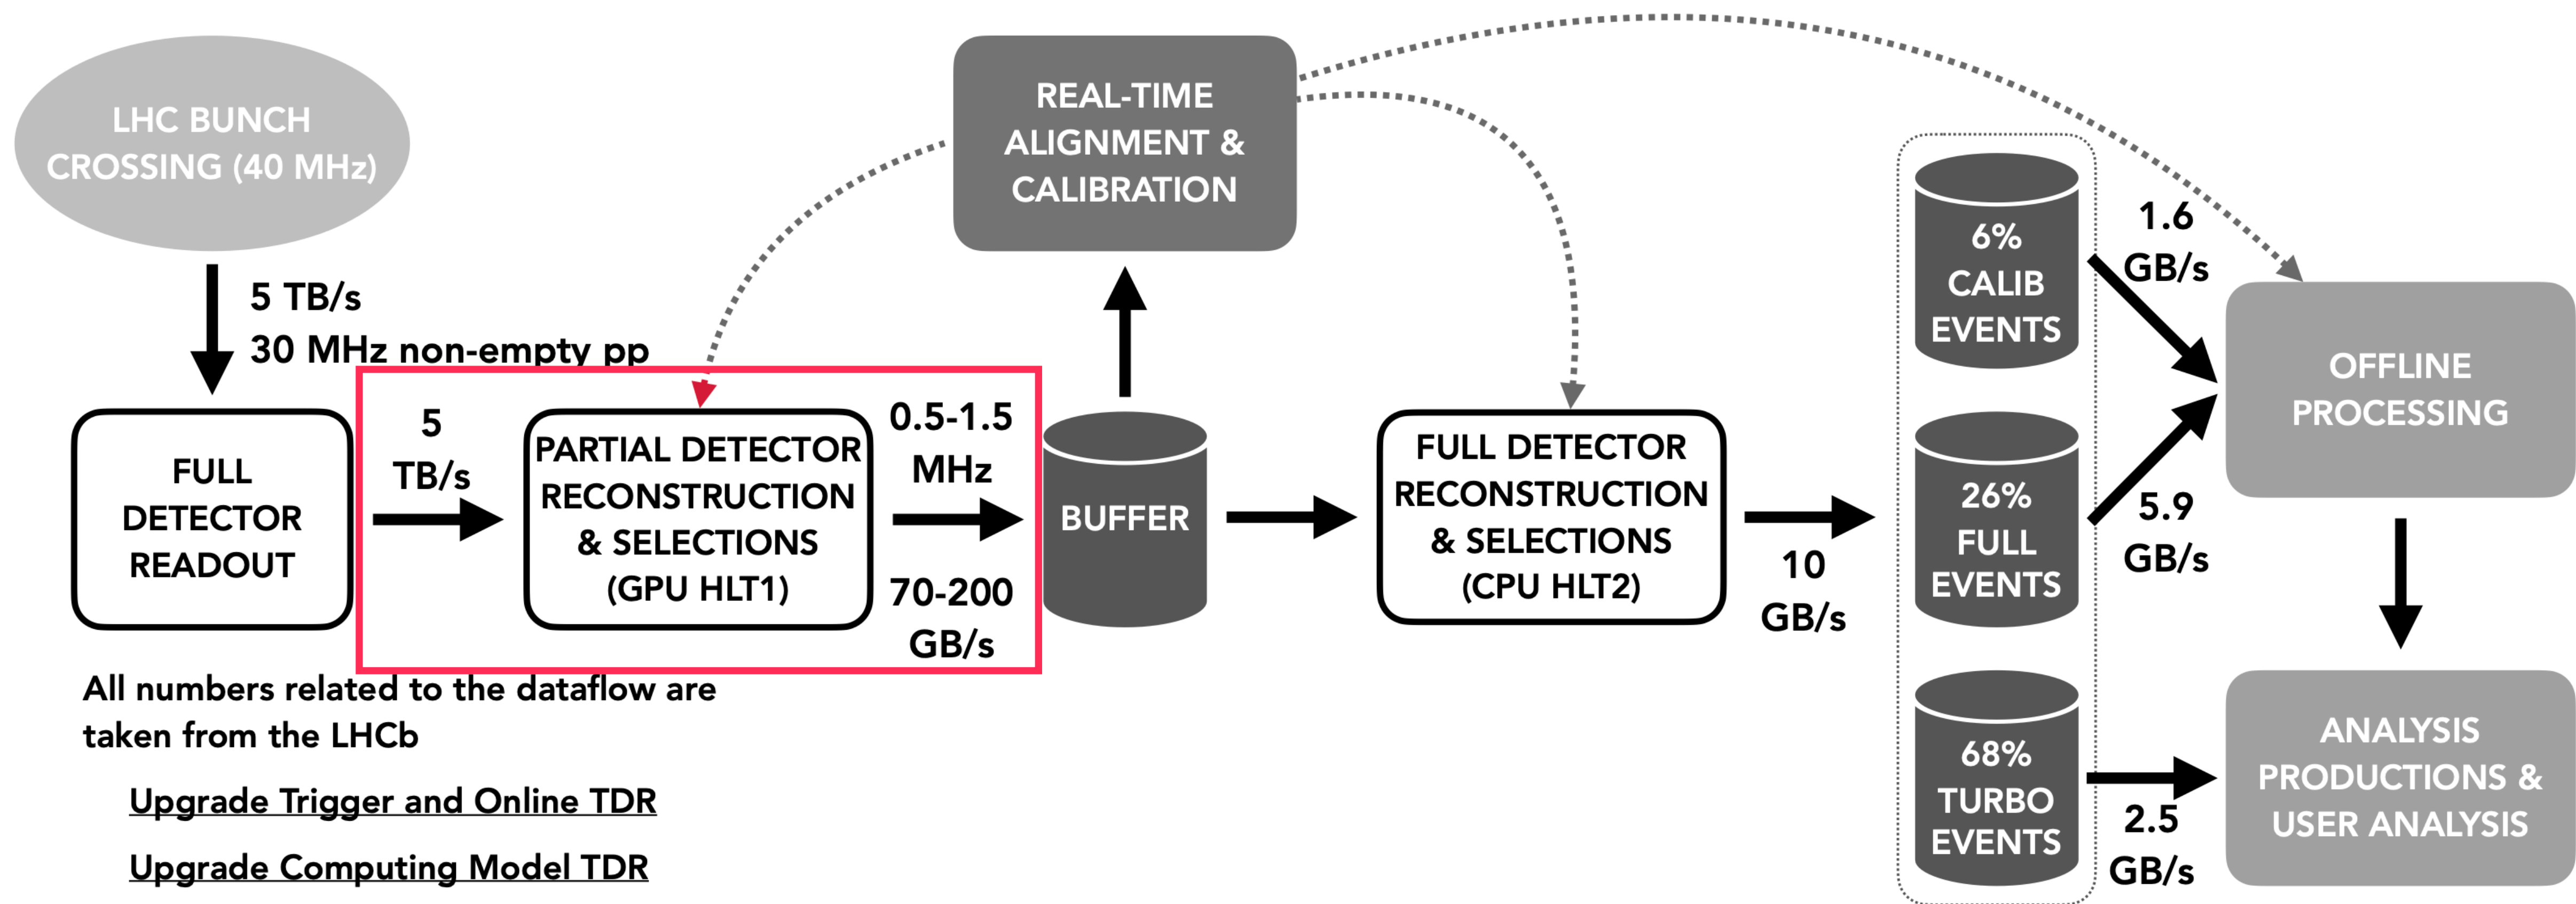 LHC BUNCH
CROSSING (40 MHz)
5 TB/s
30 MHz non-empty pp
FULL
DETECTOR
READOUT
5
TB/s
PARTIAL DETECTOR
RECONSTRUCTION
& SELECTIONS
(GPU HLT1)
0.5-1.5
MHz
70-200
GB/s
REAL-TIME
ALIGNMENT &
CALIBRATION
BUFFER
FULL DETECTOR
RECONSTRUCTION
& SELECTIONS
(CPU HLT2)
10
GB/s
6%
CALIB
EVENTS
1.6
GB/s
26%
FULL
EVENTS
5.9
GB/s
68%
TURBO
EVENTS
2.5
GB/s
OFFLINE
PROCESSING
ANALYSIS
PRODUCTIONS &
USER ANALYSIS
All numbers related to the dataflow are
taken from the LHCb
Upgrade Trigger and Online TDR
Upgrade Computing Model TDR